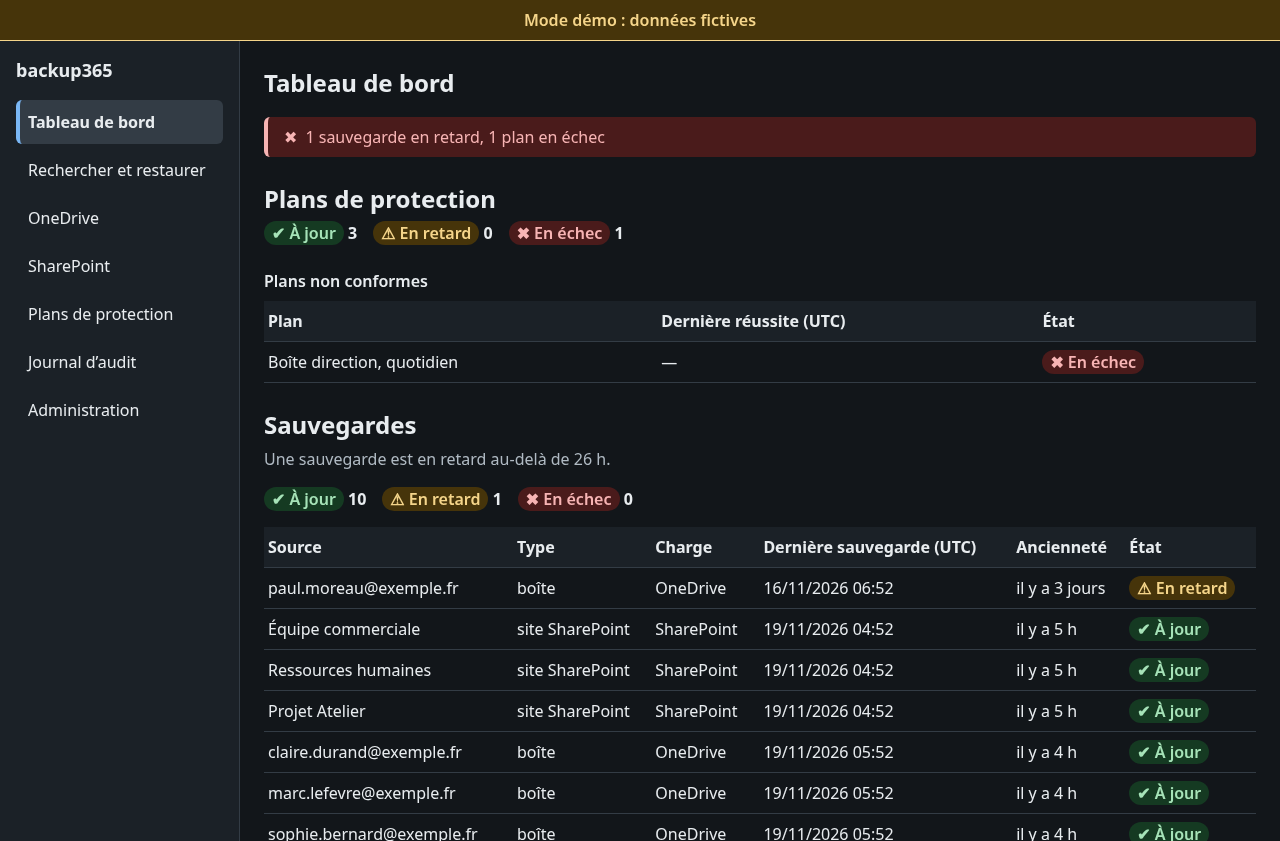 Mode démo : données fictives
backup365
Tableau de bord
Rechercher et restaurer
OneDrive
SharePoint
Plans de protection
Journal d’audit
Administration
Tableau de bord
✖ 1 sauvegarde en retard, 1 plan en échec
Plans de protection
✔ À jour 3 ⚠ En retard 0 ✖ En échec 1
Plans non conformes
Plan Dernière réussite (UTC) État
Boîte direction, quotidien — ✖ En échec
Sauvegardes
Une sauvegarde est en retard au-delà de 26 h.
✔ À jour 10 ⚠ En retard 1 ✖ En échec 0
Source Type Charge Dernière sauvegarde (UTC) Ancienneté État
paul.moreau@exemple.fr boîte OneDrive 16/11/2026 06:52 il y a 3 jours ⚠ En retard
Équipe commerciale site SharePoint SharePoint 19/11/2026 04:52 il y a 5 h ✔ À jour
Ressources humaines site SharePoint SharePoint 19/11/2026 04:52 il y a 5 h ✔ À jour
Projet Atelier site SharePoint SharePoint 19/11/2026 04:52 il y a 5 h ✔ À jour
claire.durand@exemple.fr boîte OneDrive 19/11/2026 05:52 il y a 4 h ✔ À jour
marc.lefevre@exemple.fr boîte OneDrive 19/11/2026 05:52 il y a 4 h ✔ À jour
sophie.bernard@exemple.fr boîte OneDrive 19/11/2026 05:52 il y a 4 h ✔ À jour